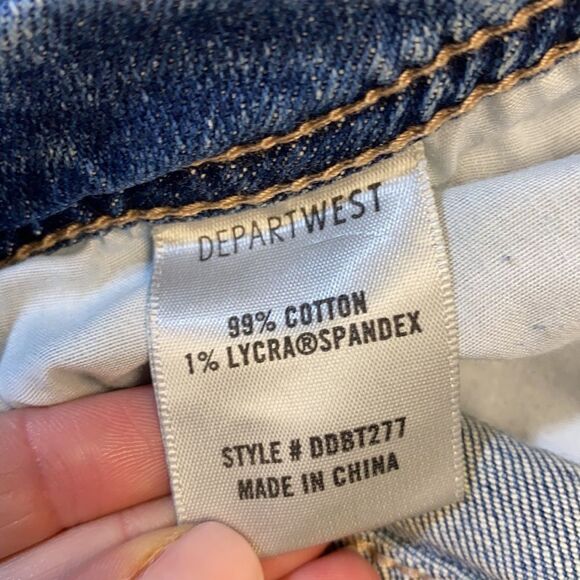 DEPARTWEST
99% COTTON
1% LYCRA®SPANDEX
STYLE # DDBT277
MADE IN CHINA